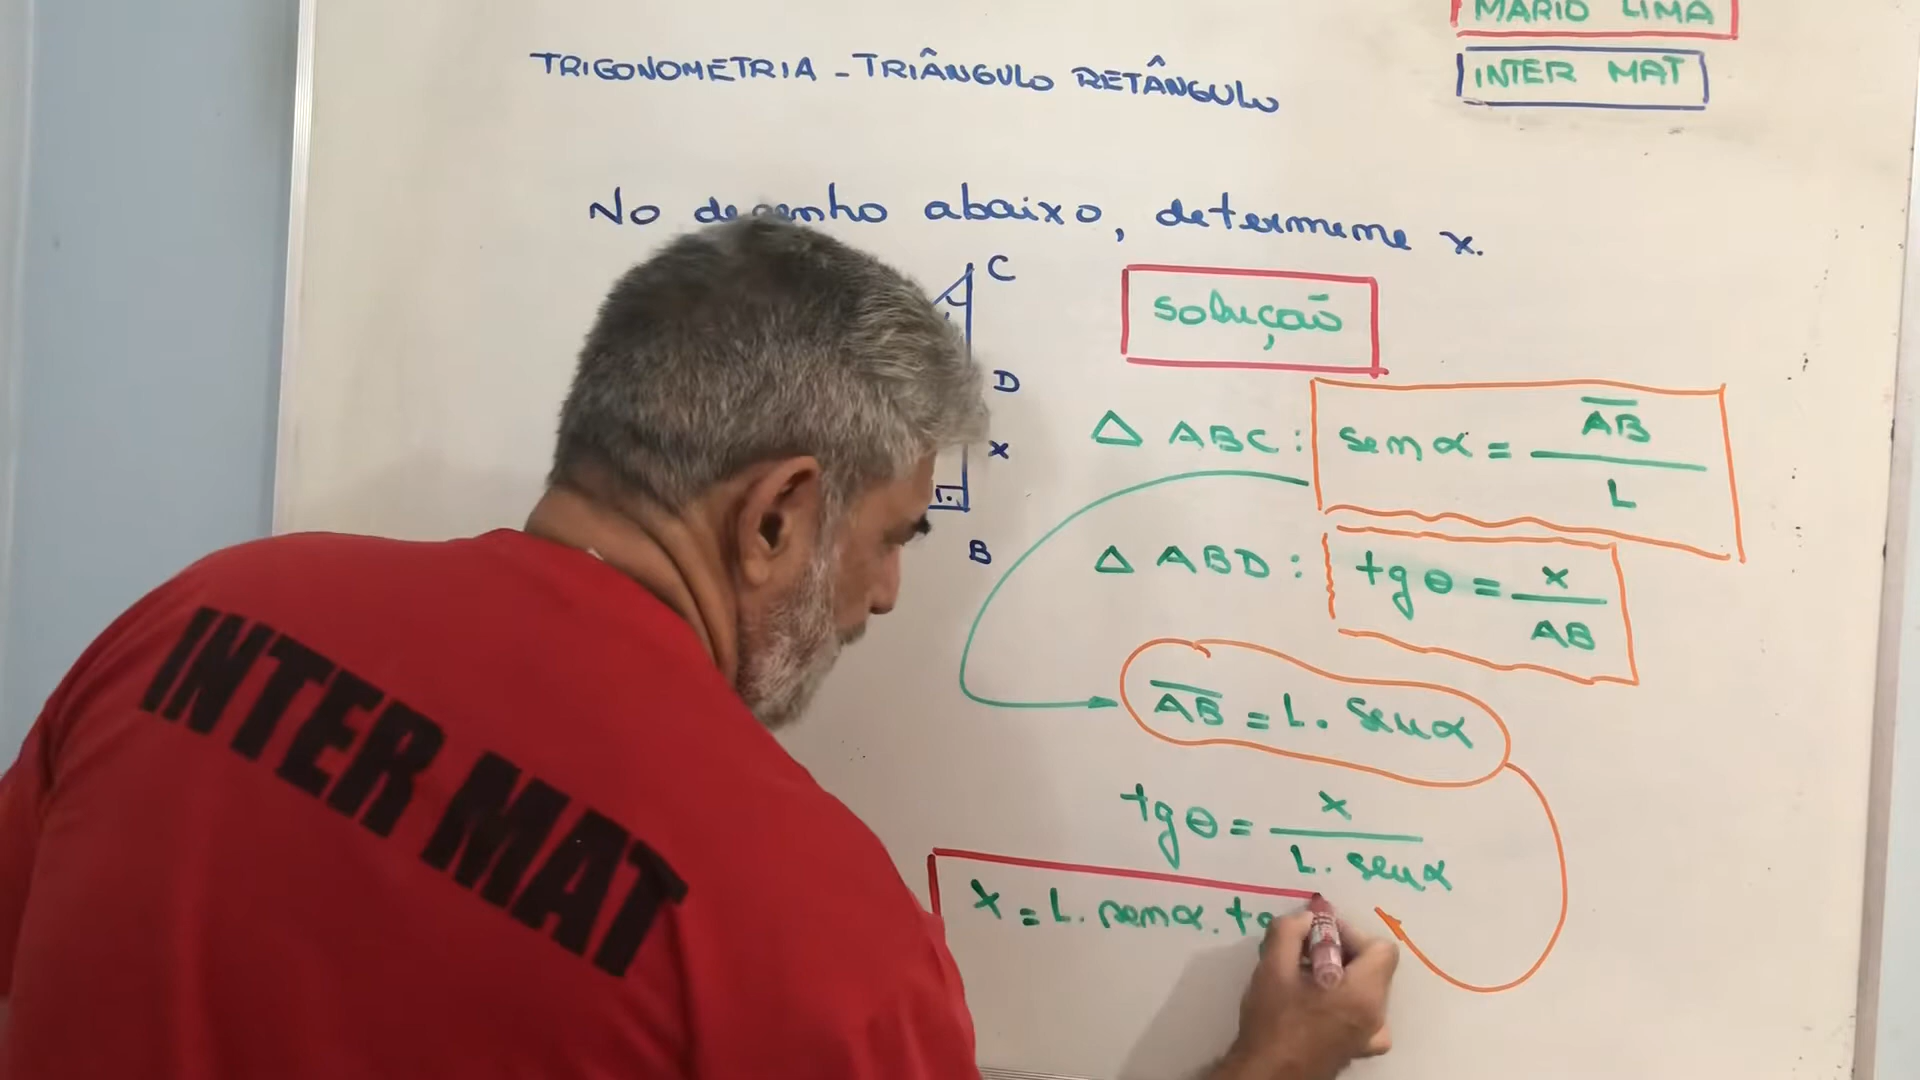 MARIO LIMA
INTER MAT
TRIGONOMETRIA - TRIÂNGULO RETÂNGULO
No desenho abaixo, determine x.
C
D
x
B
Solução
△ ABC: sen α = AB / L
△ ABD: tg θ = x / AB
AB = L. sen α
tg θ = x / L. sen α
x = L. sen α. tg
INTER MAT